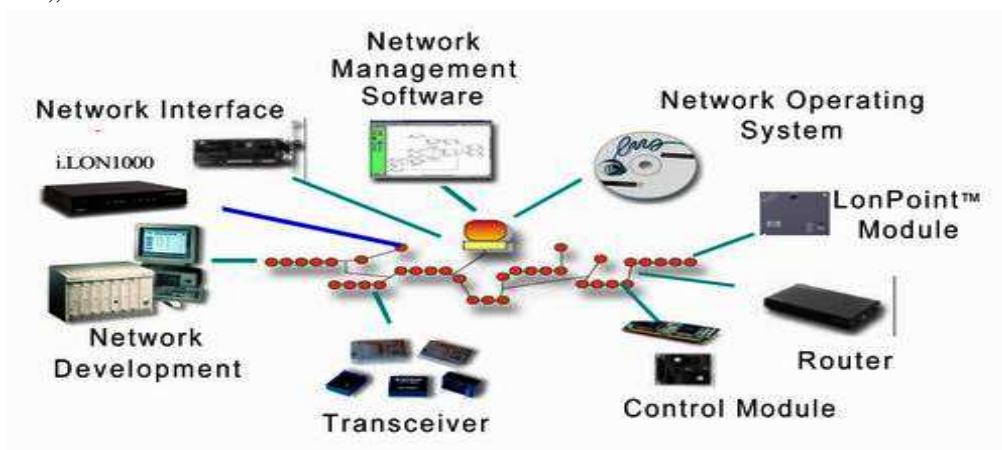 ,,
Network
Management
Software
Network Interface
Network Operating
System
i.LON1000
LonPoint™
Module
Network
Development
Router
Control Module
Transceiver